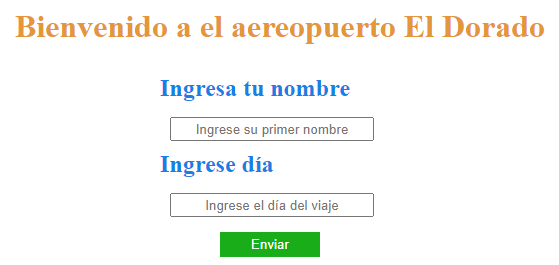 Bienvenido a el aereopuerto El Dorado
Ingresa tu nombre
Ingrese su primer nombre
Ingrese día
Ingrese el día del viaje
Enviar